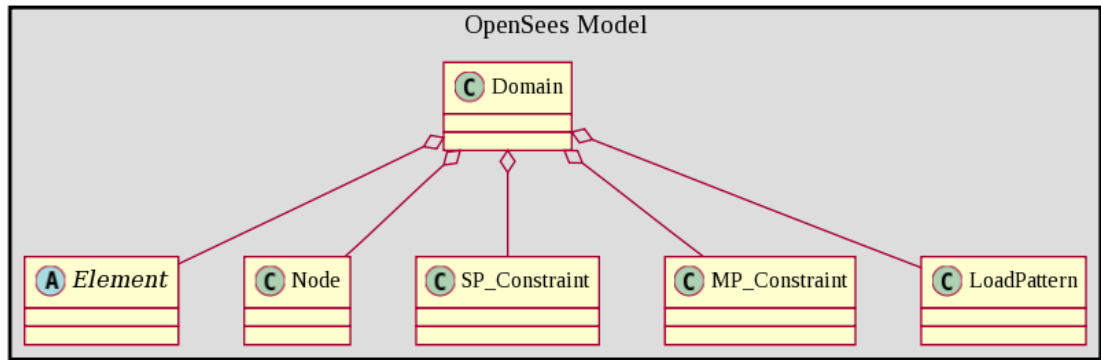 OpenSees Model
C Domain
A Element
C Node
C SP_Constraint
C MP_Constraint
C LoadPattern